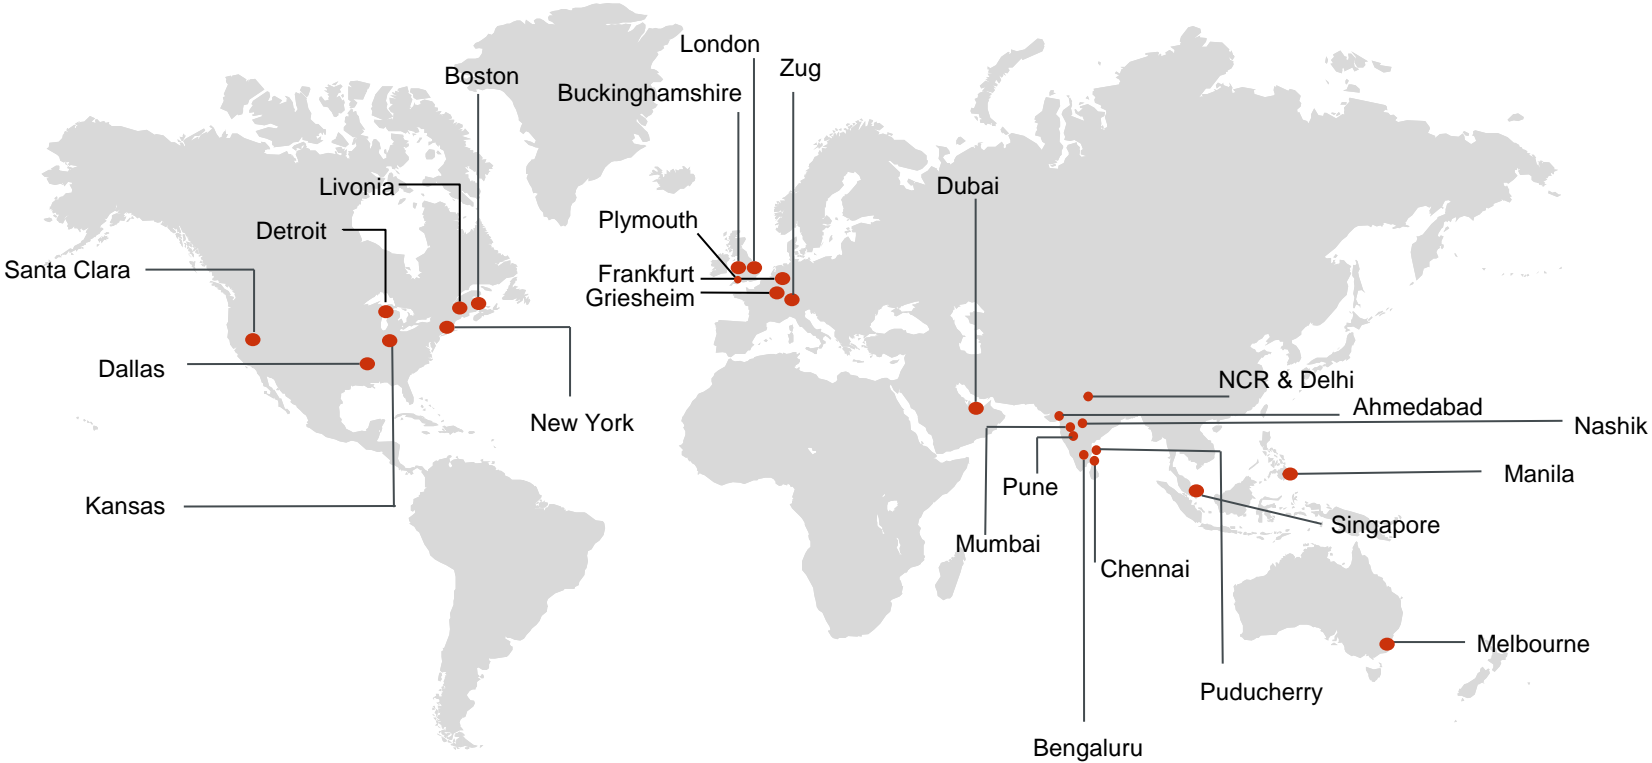 London
Zug
Boston
Buckinghamshire
Livonia
Dubai
Plymouth
Detroit
Santa Clara
Frankfurt
Griesheim
Dallas
NCR & Delhi
Ahmedabad
New York
Nashik
Manila
Pune
Kansas
Singapore
Mumbai
Chennai
Melbourne
Puducherry
Bengaluru